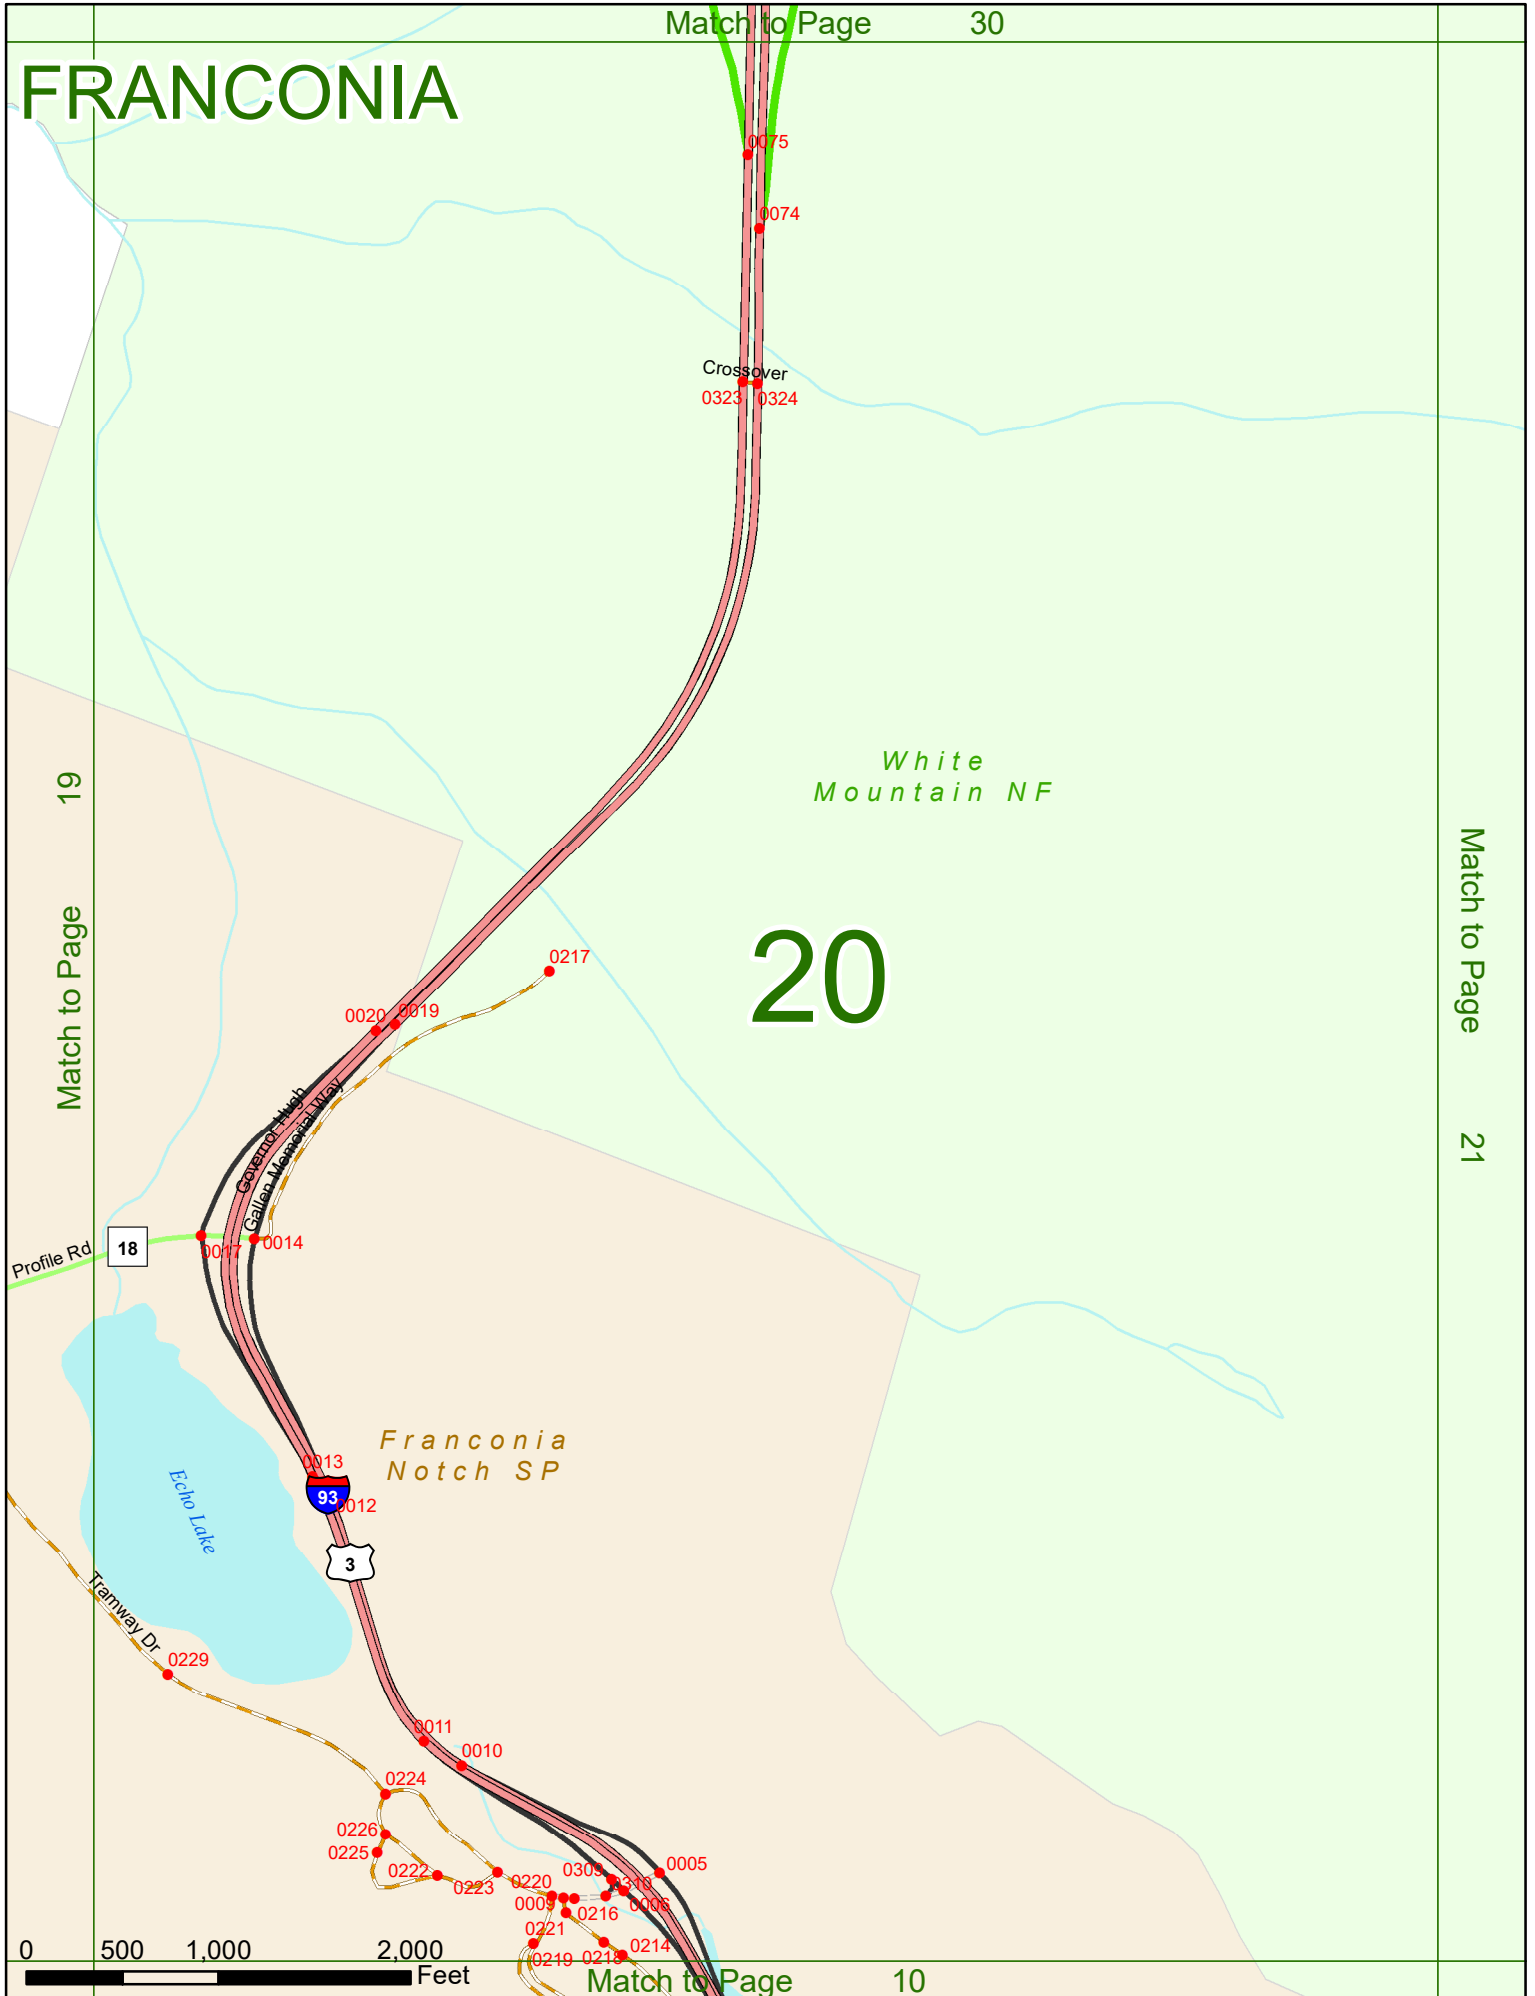 Match to Page 30
FRANCONIA
0075
0074
Crossover
0323 0324
White
Mountain NF
Match to Page 19
Match to Page 21
20
0217
0020 0019
Governor Hugh
Gallen Memorial Way
Profile Rd
18
0017 0014
Franconia
Notch SP
0013
93
0012
3
Echo Lake
Tramway Dr
0229
0011
0010
0224
0226
0225
0222
0223
0220
0309
0310
0005
0006
0009
0216
0221
0219
0218
0214
0 500 1,000 2,000
Feet
Match to Page 10